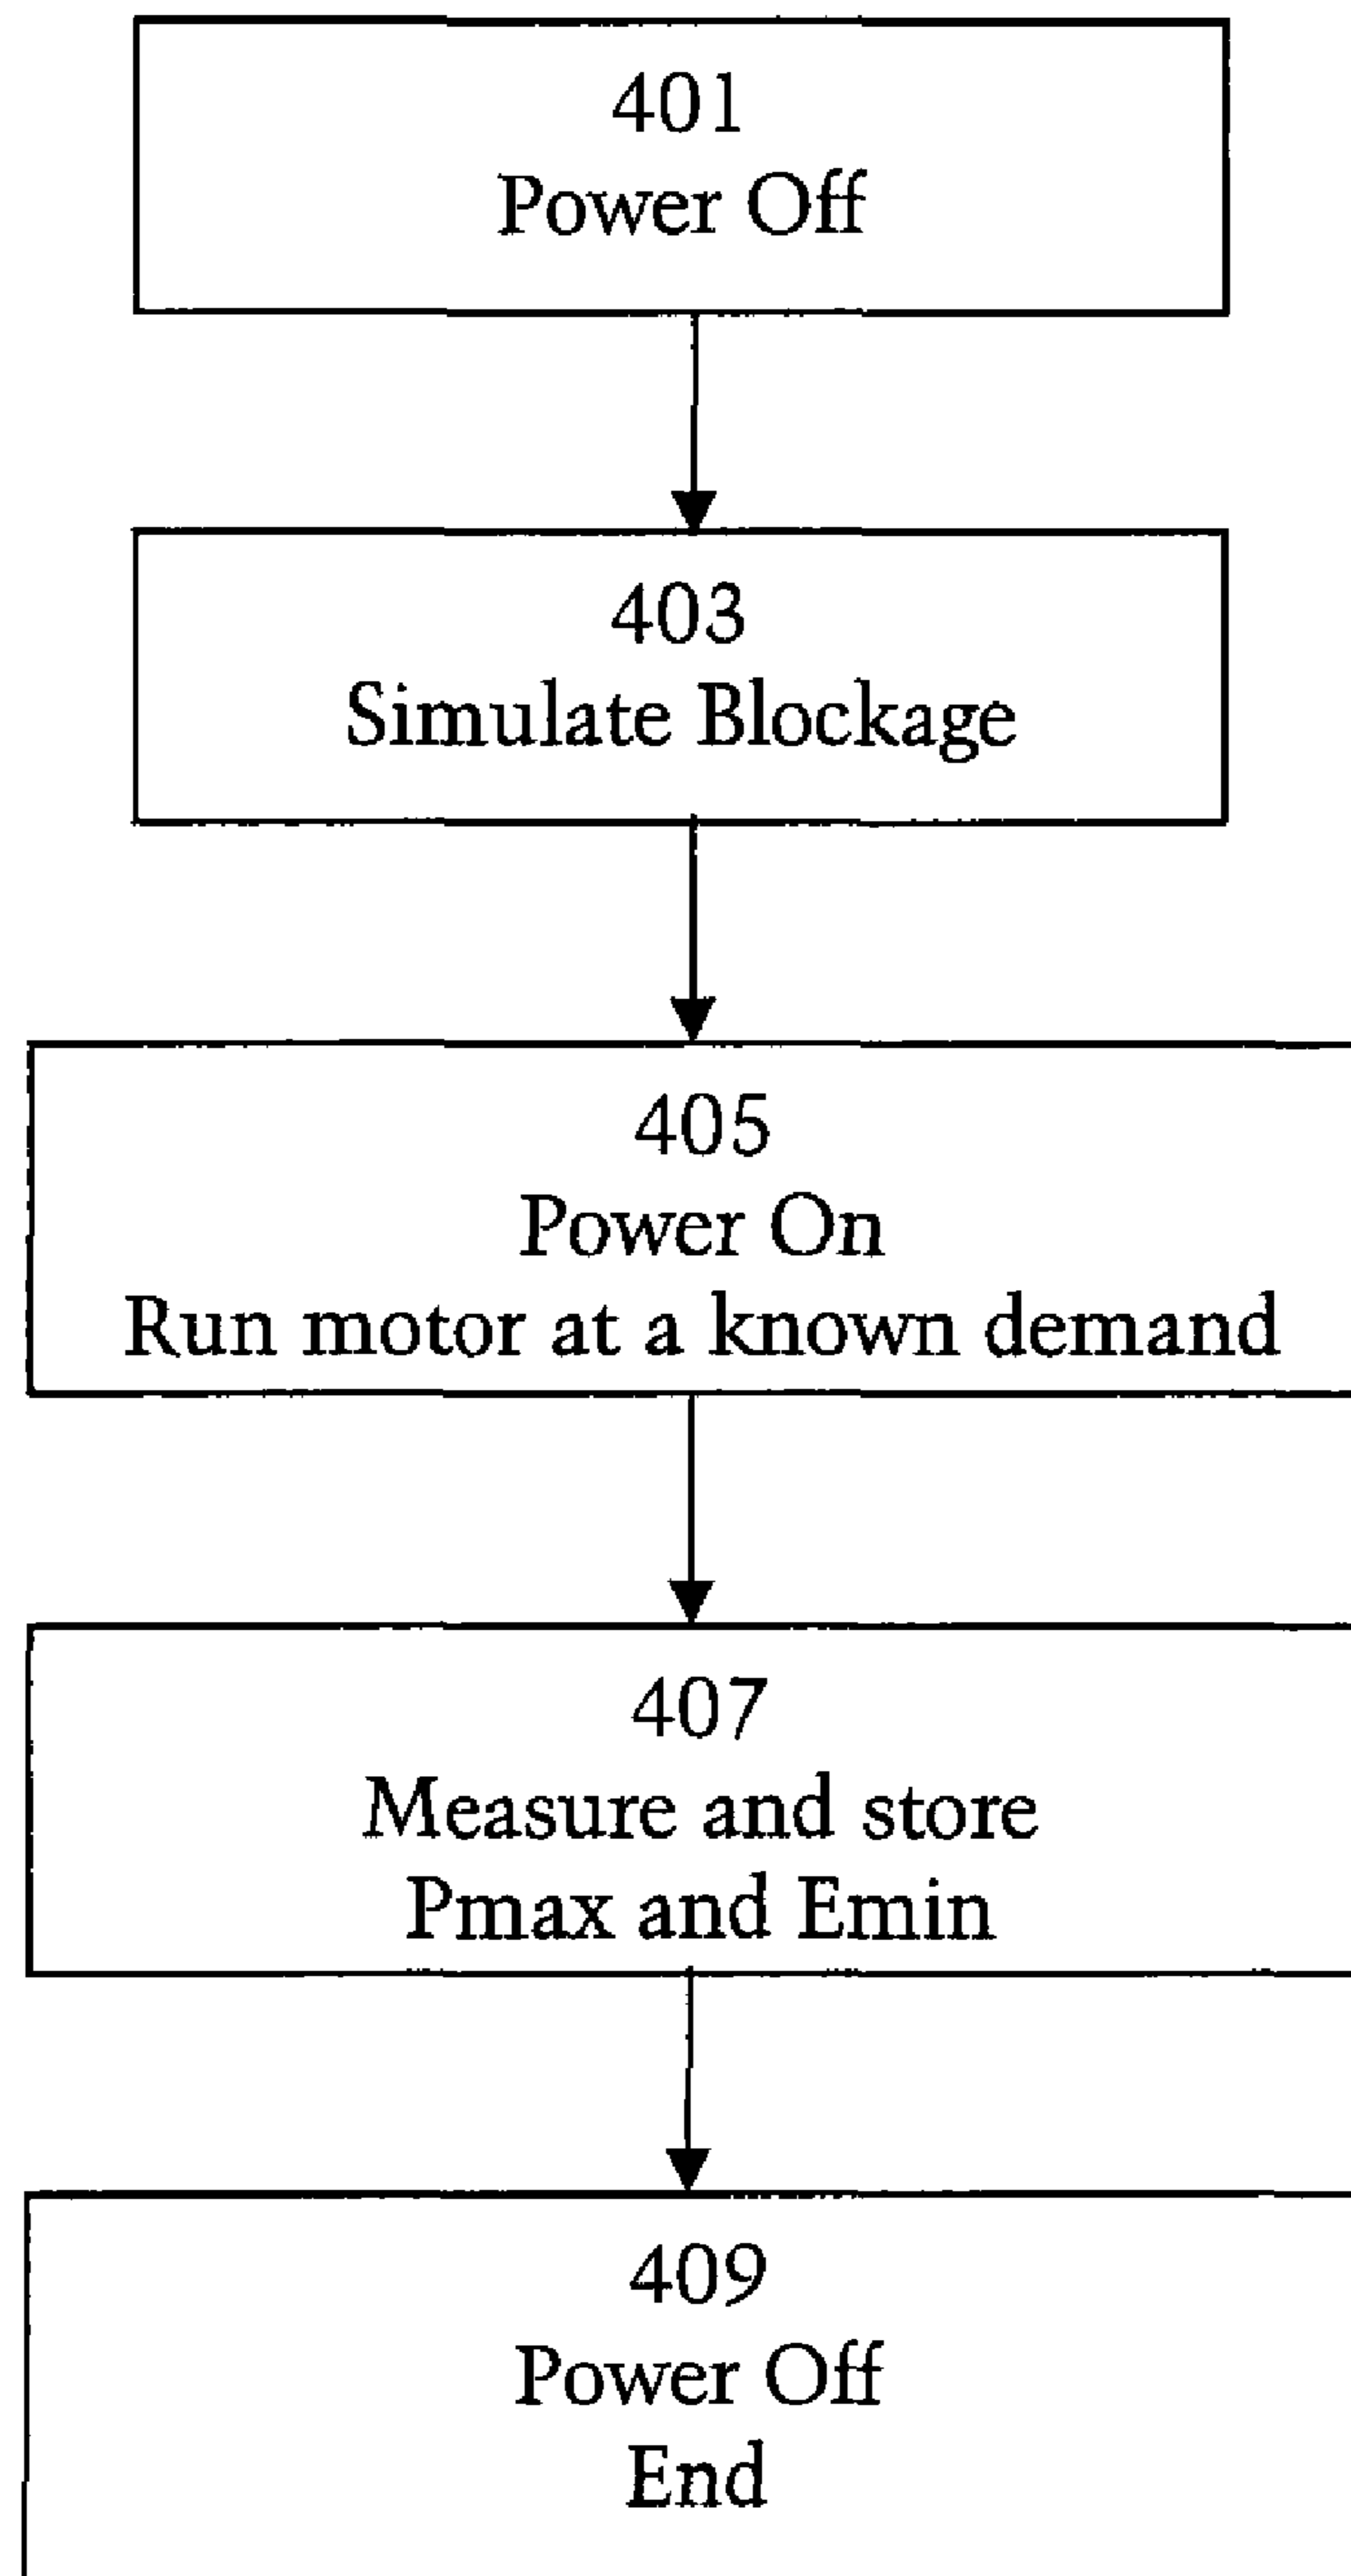 401
Power Off
403
Simulate Blockage
405
Power On
Run motor at a known demand
407
Measure and store
Pmax and Emin
409
Power Off
End